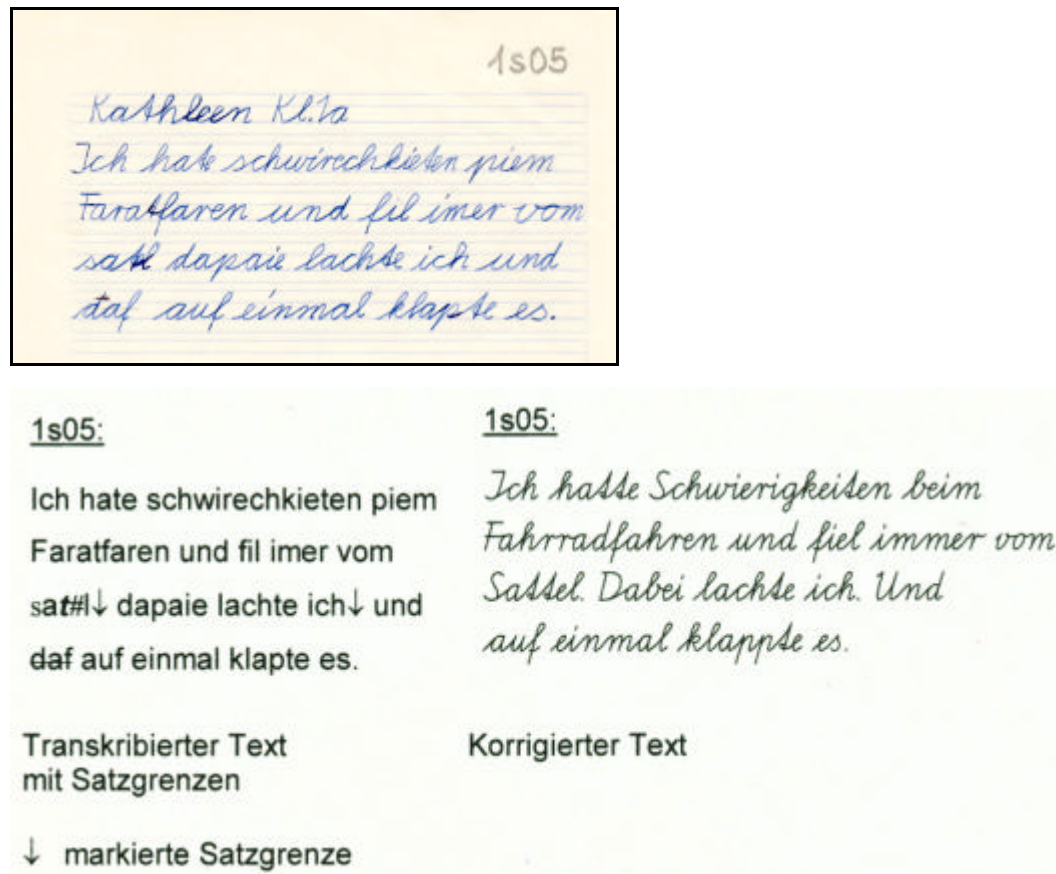 1s05
Kathleen Kl.1a
Ich hate schwirechkieten piem
Faratfaren und fil imer vom
satl dapaie lachte ich und
daf auf einmal klapte es.
1s05:
Ich hate schwirechkieten piem
Faratfaren und fil imer vom
sat#l↓ dapaie lachte ich↓ und
daf auf einmal klapte es.
Transkribierter Text
mit Satzgrenzen
↓ markierte Satzgrenze
1s05:
Ich hatte Schwierigkeiten beim
Fahrradfahren und fiel immer vom
Sattel. Dabei lachte ich. Und
auf einmal klappte es.
Korrigierter Text